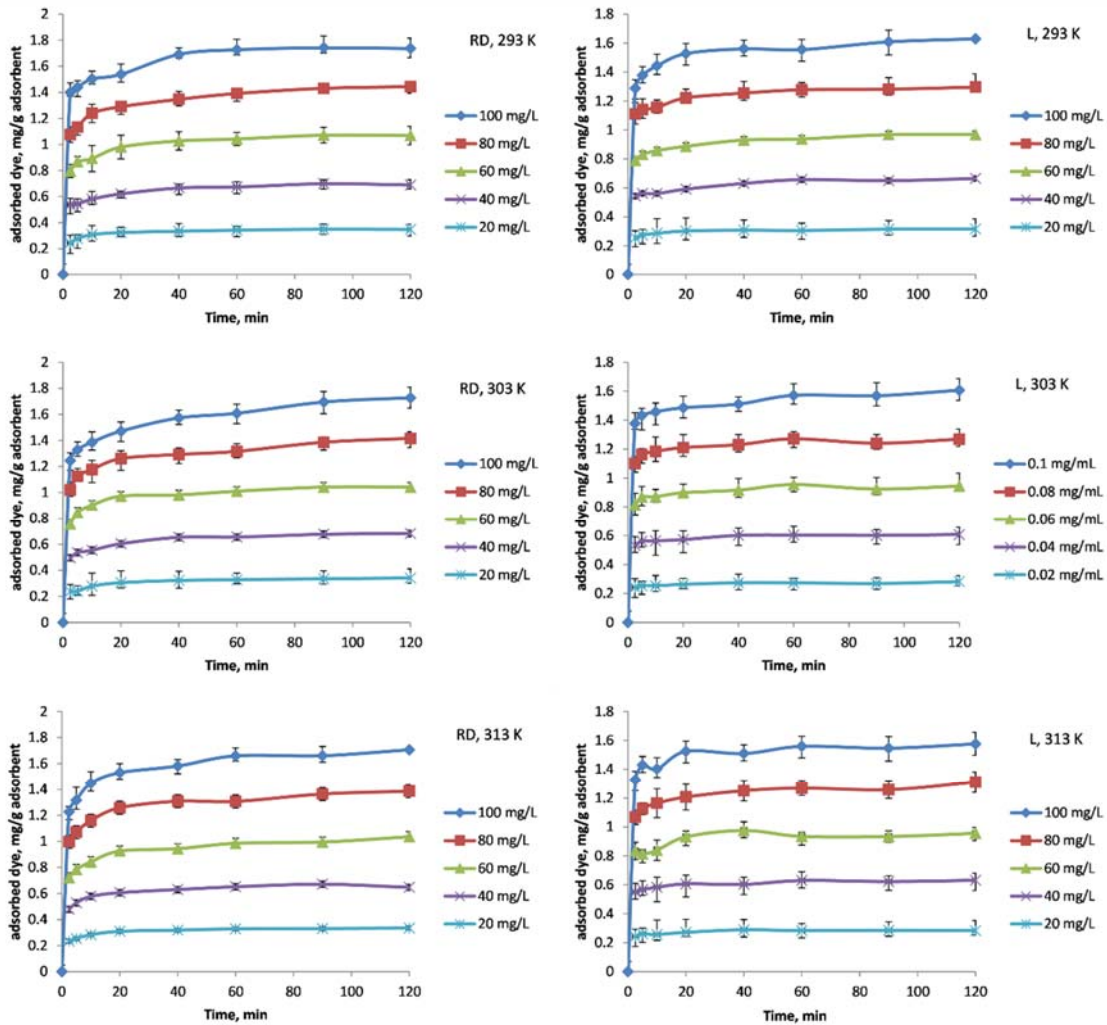 RD, 293 K
adsorbed dye, mg/g adsorbent
2
1.8
1.6
1.4
1.2
1
0.8
0.6
0.4
0.2
0
0 20 40 60 80 100 120
Time, min
100 mg/L
80 mg/L
60 mg/L
40 mg/L
20 mg/L
L, 293 K
adsorbed dye, mg/g adsorbent
1.8
1.6
1.4
1.2
1
0.8
0.6
0.4
0.2
0
0 20 40 60 80 100 120
Time, min
100 mg/L
80 mg/L
60 mg/L
40 mg/L
20 mg/L
RD, 303 K
adsorbed dye, mg/g adsorbent
2
1.8
1.6
1.4
1.2
1
0.8
0.6
0.4
0.2
0
0 20 40 60 80 100 120
Time, min
100 mg/L
80 mg/L
60 mg/L
40 mg/L
20 mg/L
L, 303 K
adsorbed dye, mg/g adsorbent
1.8
1.6
1.4
1.2
1
0.8
0.6
0.4
0.2
0
0 20 40 60 80 100 120
Time, min
0.1 mg/mL
0.08 mg/mL
0.06 mg/mL
0.04 mg/mL
0.02 mg/mL
RD, 313 K
adsorbed dye, mg/g adsorbent
2
1.8
1.6
1.4
1.2
1
0.8
0.6
0.4
0.2
0
0 20 40 60 80 100 120
Time, min
100 mg/L
80 mg/L
60 mg/L
40 mg/L
20 mg/L
L, 313 K
adsorbed dye, mg/g adsorbent
1.8
1.6
1.4
1.2
1
0.8
0.6
0.4
0.2
0
0 20 40 60 80 100 120
Time, min
100 mg/L
80 mg/L
60 mg/L
40 mg/L
20 mg/L